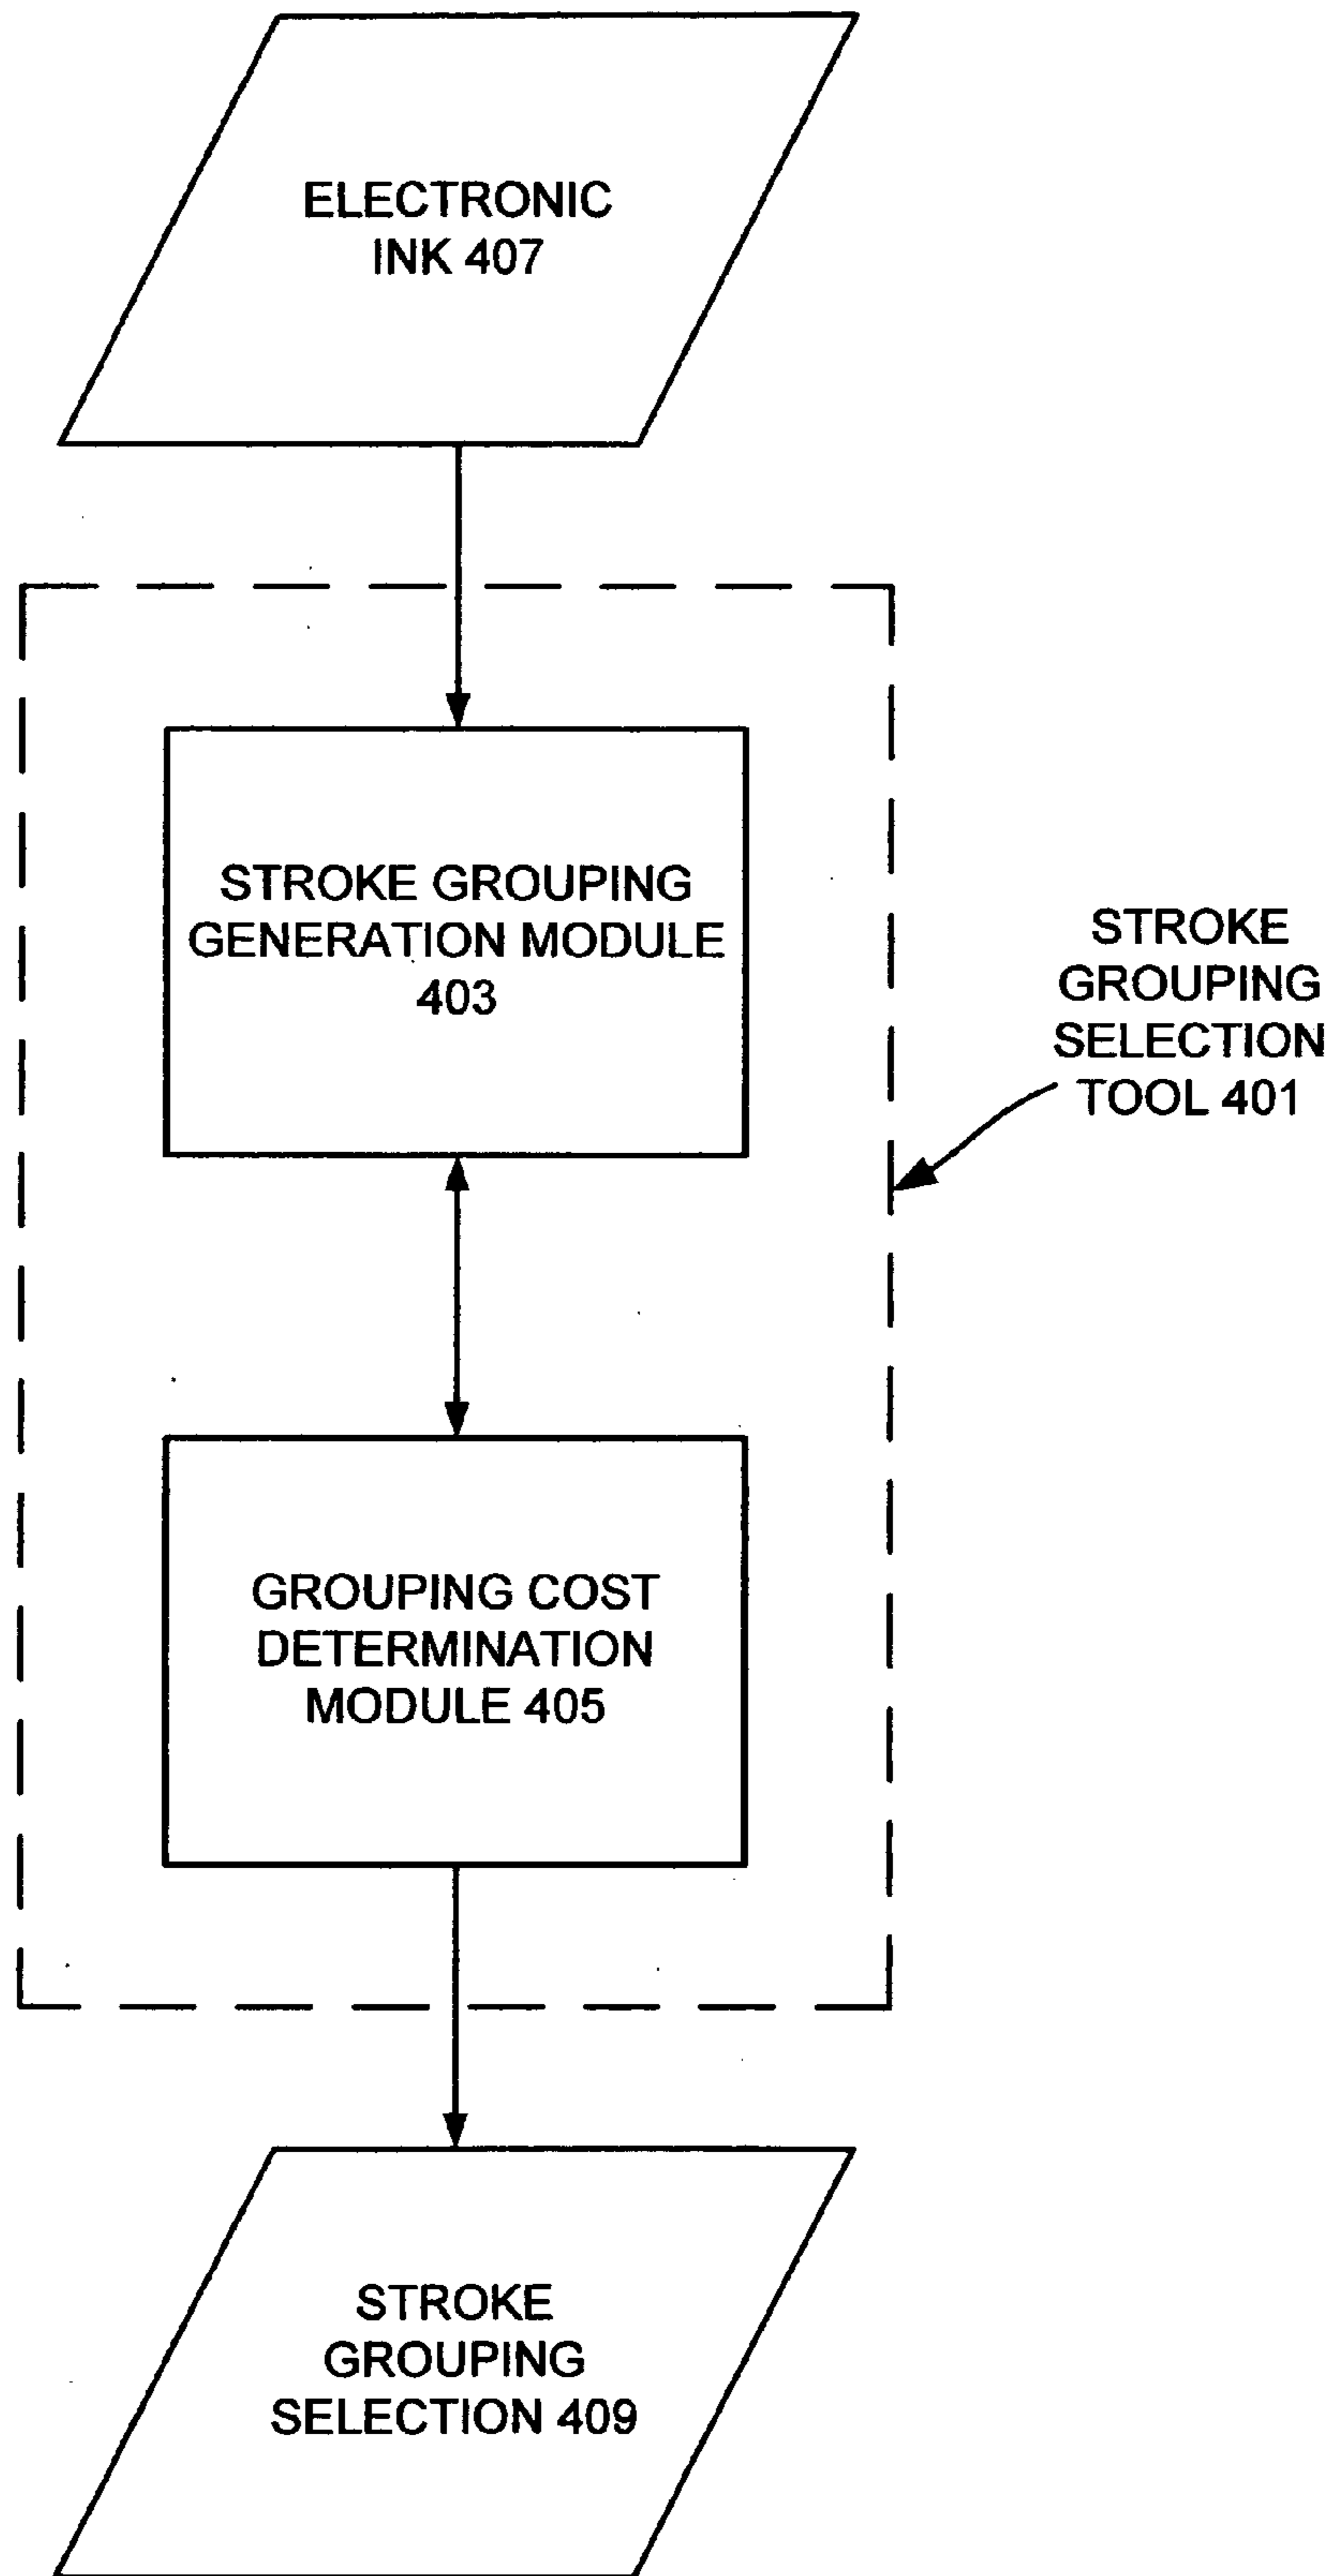 ELECTRONIC
INK 407
STROKE GROUPING
GENERATION MODULE
403
STROKE
GROUPING
SELECTION
TOOL 401
GROUPING COST
DETERMINATION
MODULE 405
STROKE
GROUPING
SELECTION 409